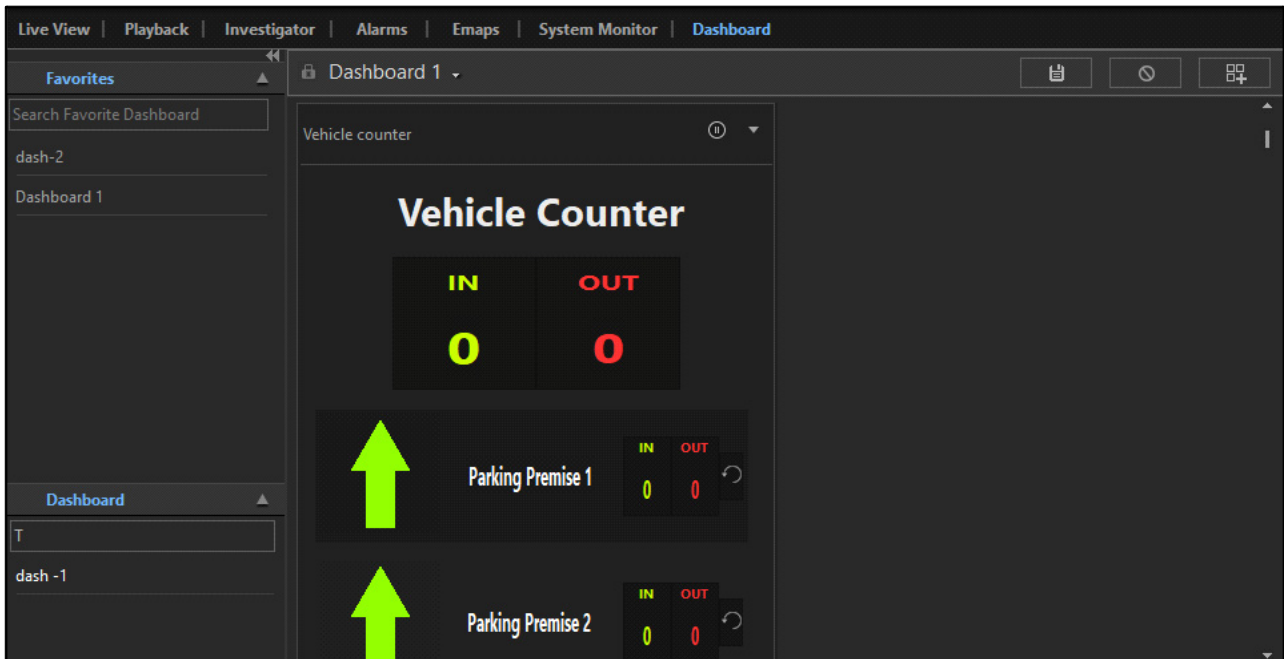 Live View | Playback | Investigator | Alarms | Emaps | System Monitor | Dashboard
Favorites
Search Favorite Dashboard
dash-2
Dashboard 1
Dashboard
T
dash -1
Dashboard 1
Vehicle counter
Vehicle Counter
IN OUT
0 0
Parking Premise 1
IN OUT
0 0
Parking Premise 2
IN OUT
0 0